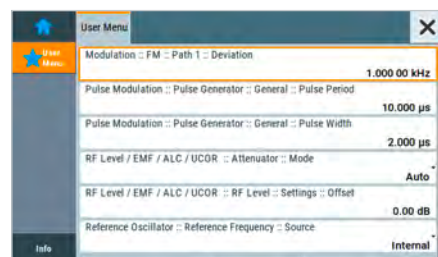 User Menu
User Menu
Modulation :: FM :: Path 1 :: Deviation
1.000 00 kHz
Pulse Modulation :: Pulse Generator :: General :: Pulse Period
10.000 µs
Pulse Modulation :: Pulse Generator :: General :: Pulse Width
2.000 µs
RF Level / EMF / ALC / UCOR :: Attenuator :: Mode
Auto
RF Level / EMF / ALC / UCOR :: RF Level :: Settings :: Offset
0.00 dB
Reference Oscillator :: Reference Frequency :: Source
Internal
Info